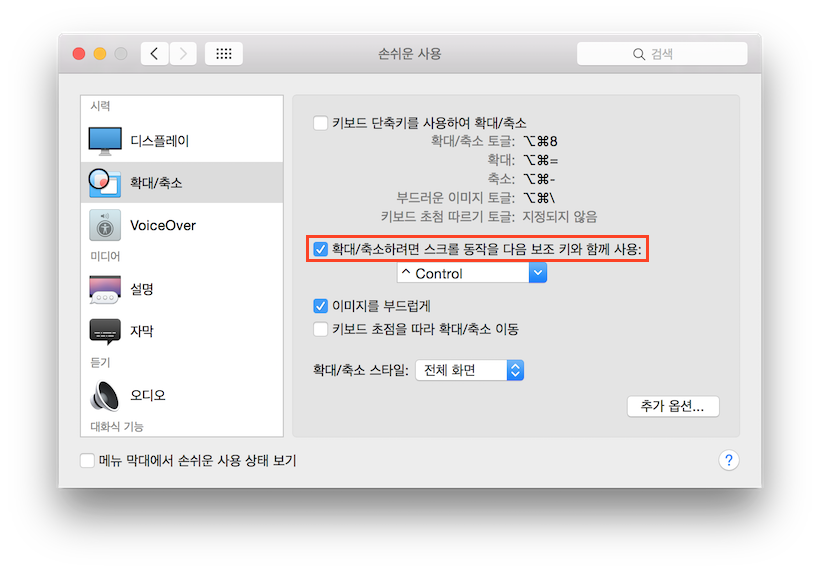 손쉬운 사용
검색
시력
디스플레이
확대/축소
VoiceOver
미디어
설명
자막
듣기
오디오
대화식 기능
키보드 단축키를 사용하여 확대/축소
확대/축소 토글: ⌥⌘8
확대: ⌥⌘=
축소: ⌥⌘-
부드러운 이미지 토글: ⌥⌘\
키보드 초첨 따르기 토글: 지정되지 않음
확대/축소하려면 스크롤 동작을 다음 보조 키와 함께 사용:
^ Control
이미지를 부드럽게
키보드 초점을 따라 확대/축소 이동
확대/축소 스타일: 전체 화면
추가 옵션...
메뉴 막대에서 손쉬운 사용 상태 보기
?